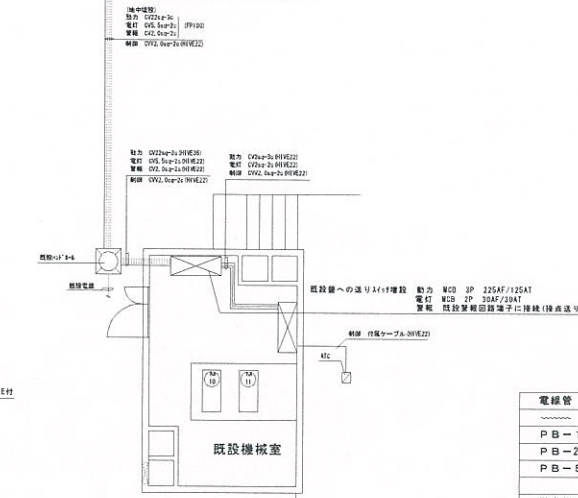 (地中埋設)
動力 CV22sq-3c
電灯 CV5.5sq-2c (FP100)
警報 CV2.0sq-2c
制御 CVV2.0sq-2c(HIVE22)
動力 CV22sq-3c(HIVE36)
電灯 CV5.5sq-2c(HIVE22)
警報 CV2.0sq-2c(HIVE22)
制御 CVV2.0sq-2c(HIVE22)
動力 CV2sq-3c(HIVE22)
電灯 CV2sq-2c(HIVE22)
制御 CVV2.0sq-2c(HIVE22)
既設ハンドホール
既設電線
既設盤への送りスイッチ増設 動力 MCB 3P 225AF/125AT
電灯 MCB 2P 30AF/30AT
警報 既設警報回路端子に接続(接点送り
制御 付属ケーブル(HIVE22)
ATC
10
11
既設機械室
E付
電線管
PB-1
PB-2